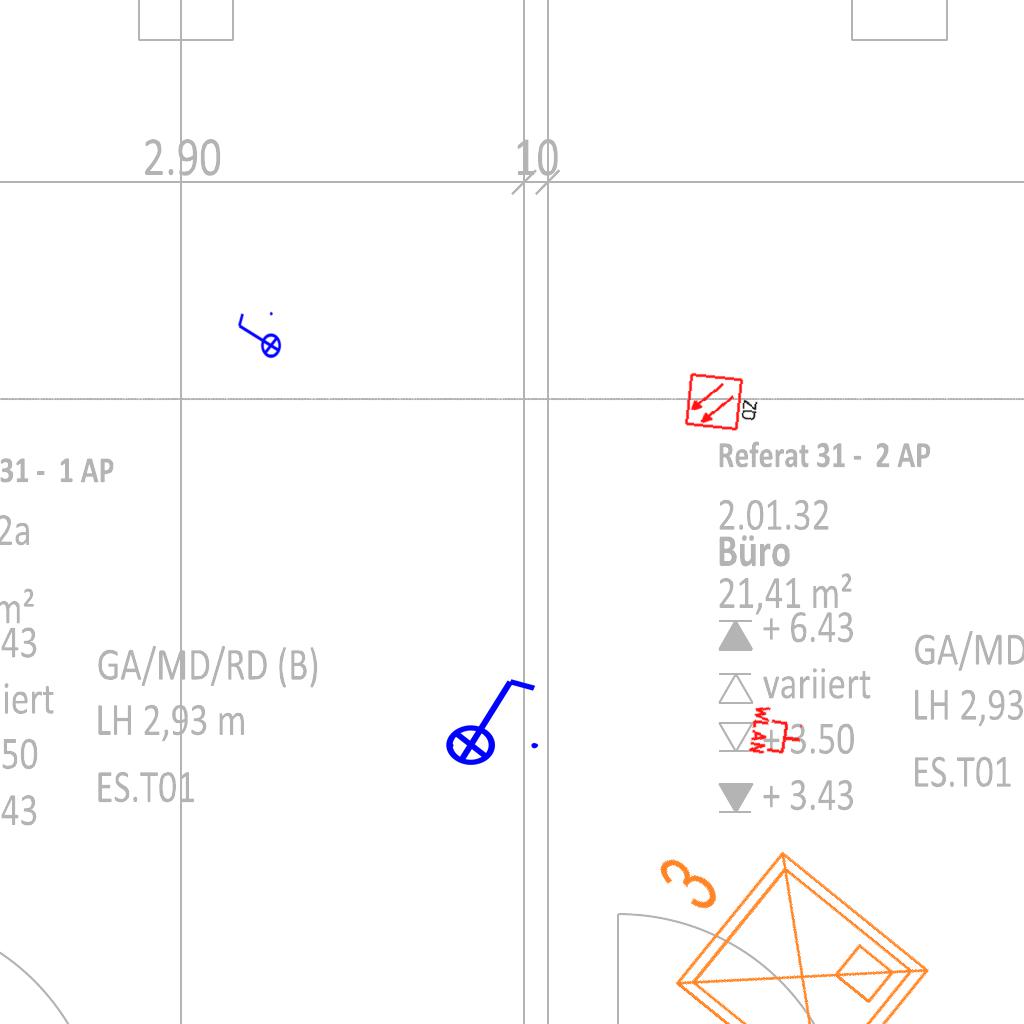 2.90
10
31 - 1 AP
2a
m²
43
iert
50
43
GA/MD/RD (B)
LH 2,93 m
ES.T01
ZD
Referat 31 - 2 AP
2.01.32
Büro
21,41 m²
+ 6.43
variiert
+ 3.50
+ 3.43
WLAN
GA/MD
LH 2,93
ES.T01
3